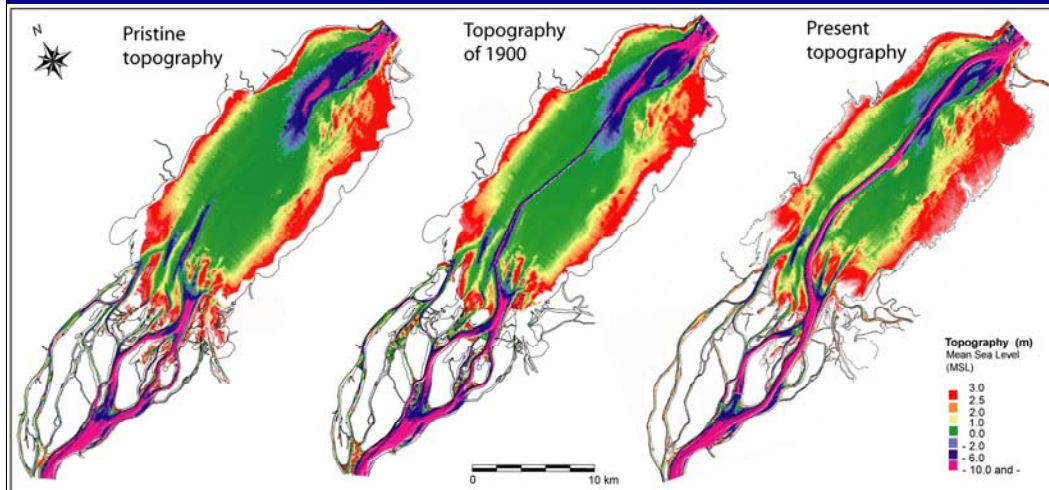 N
Pristine
topography
Topography
of 1900
Present
topography
Topography (m)
Mean Sea Level
(MSL)
3.0
2.5
2.0
1.0
0.0
- 2.0
- 6.0
- 10.0 and -
0 10 km